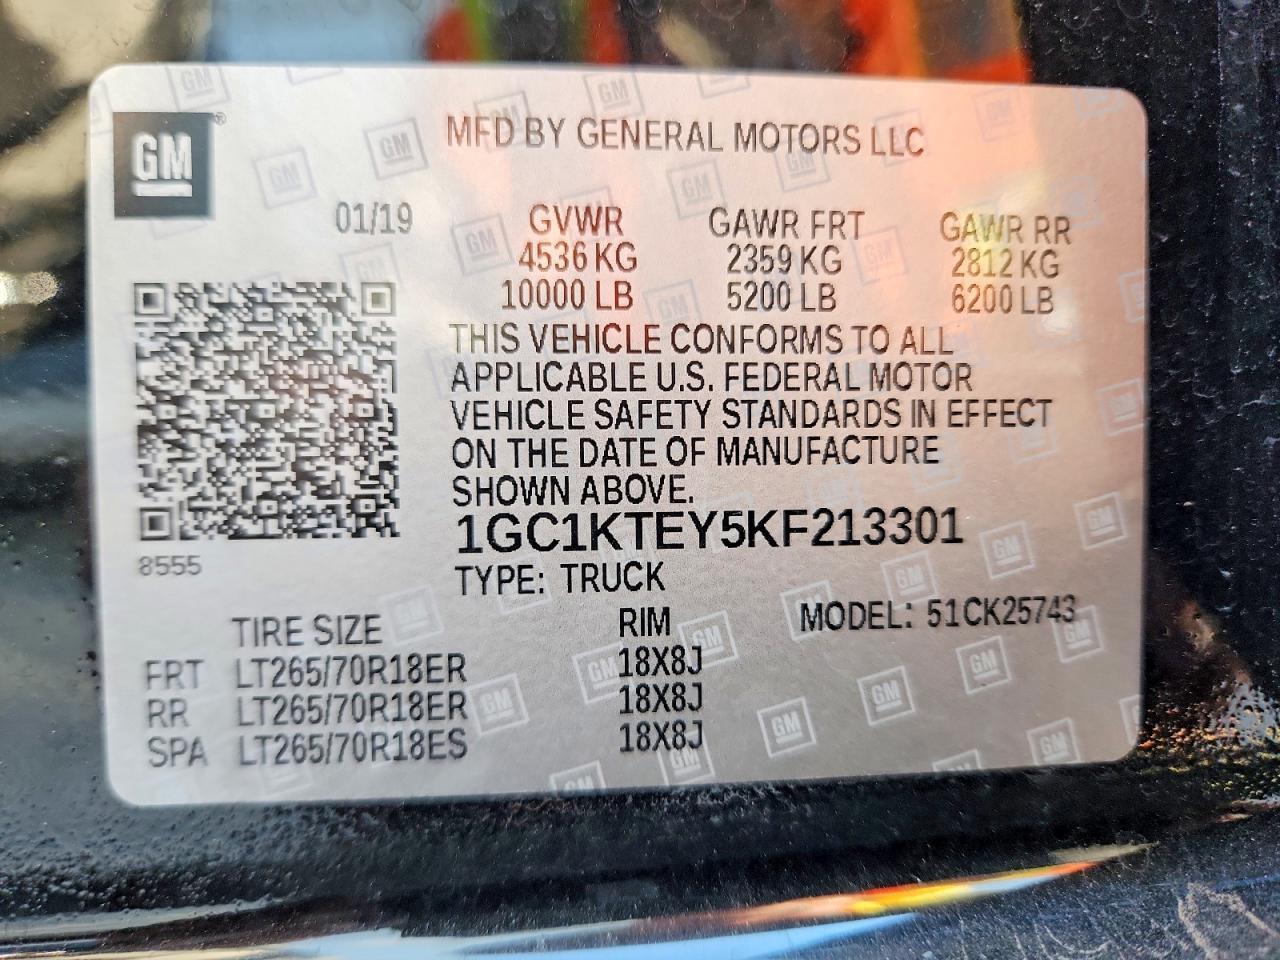 GM®
MFD BY GENERAL MOTORS LLC
01/19 GVWR GAWR FRT GAWR RR
4536 KG 2359 KG 2812 KG
10000 LB 5200 LB 6200 LB
THIS VEHICLE CONFORMS TO ALL
APPLICABLE U.S. FEDERAL MOTOR
VEHICLE SAFETY STANDARDS IN EFFECT
ON THE DATE OF MANUFACTURE
SHOWN ABOVE.
1GC1KTEY5KF213301
8555
TYPE: TRUCK
TIRE SIZE RIM MODEL: 51CK25743
FRT LT265/70R18ER 18X8J
RR LT265/70R18ER 18X8J
SPA LT265/70R18ES 18X8J